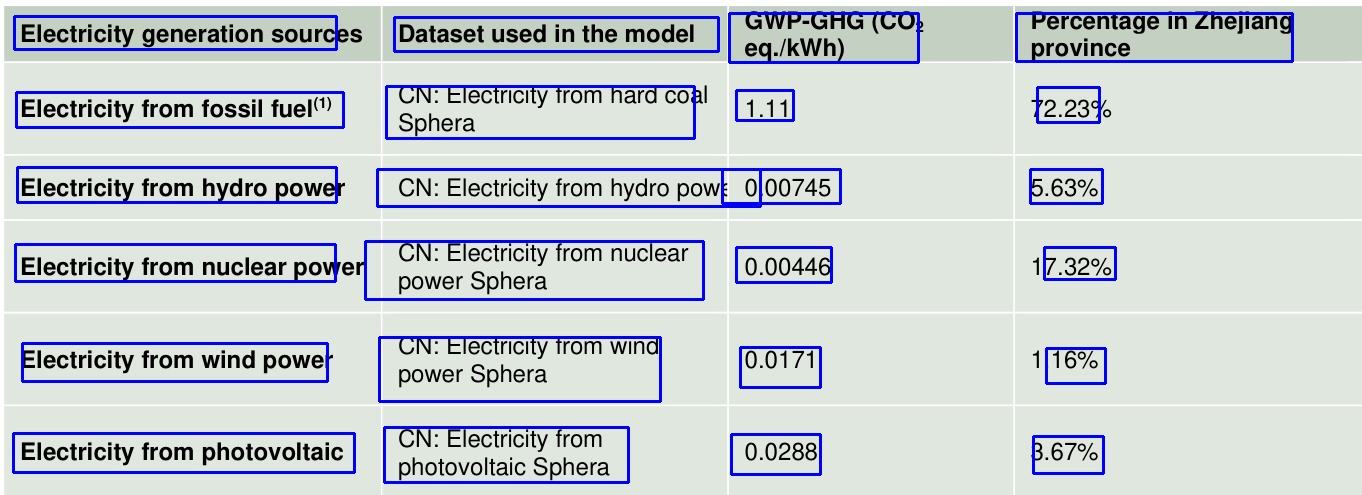 Electricity generation sources
Dataset used in the model
GWP-GHG (CO₂
eq./kWh)
Percentage in Zhejiang
province
Electricity from fossil fuel⁽¹⁾
CN: Electricity from hard coal
Sphera
1.11
72.23%
Electricity from hydro power
CN: Electricity from hydro powe
0.00745
5.63%
Electricity from nuclear power
CN: Electricity from nuclear
power Sphera
0.00446
17.32%
Electricity from wind power
CN: Electricity from wind
power Sphera
0.0171
1.16%
Electricity from photovoltaic
CN: Electricity from
photovoltaic Sphera
0.0288
3.67%